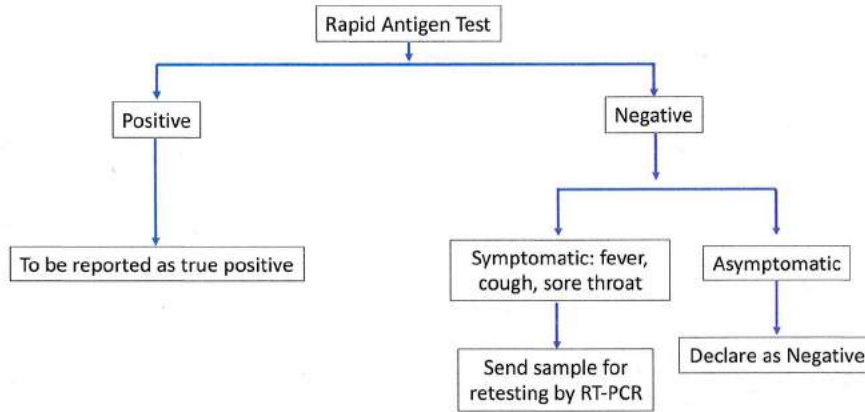 Rapid Antigen Test
Positive
Negative
To be reported as true positive
Symptomatic: fever,
cough, sore throat
Asymptomatic
Send sample for
retesting by RT-PCR
Declare as Negative